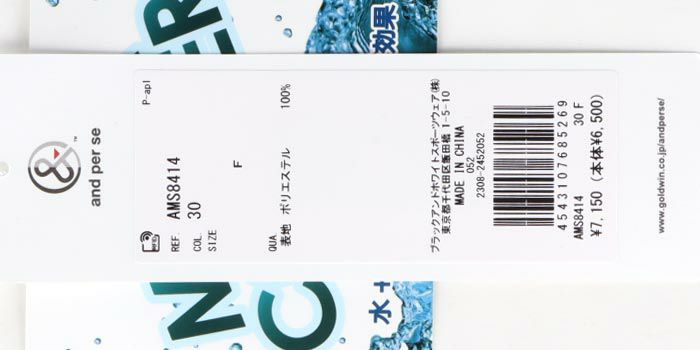 and per se
™
P-apl
REF. AMS8414
COL. 30
SIZE F
QUA
表地 ポリエステル 100%
ブラックアンドホワイトスポーツウェア(株)
東京都千代田区飯田橋 1-5-10
MADE IN CHINA
052
2308-2452052
4543107685269
AMS8414 30 F
¥7,150 (本体¥6,500)
www.goldwin.co.jp/andperse/
ER
効果
N
C
水+